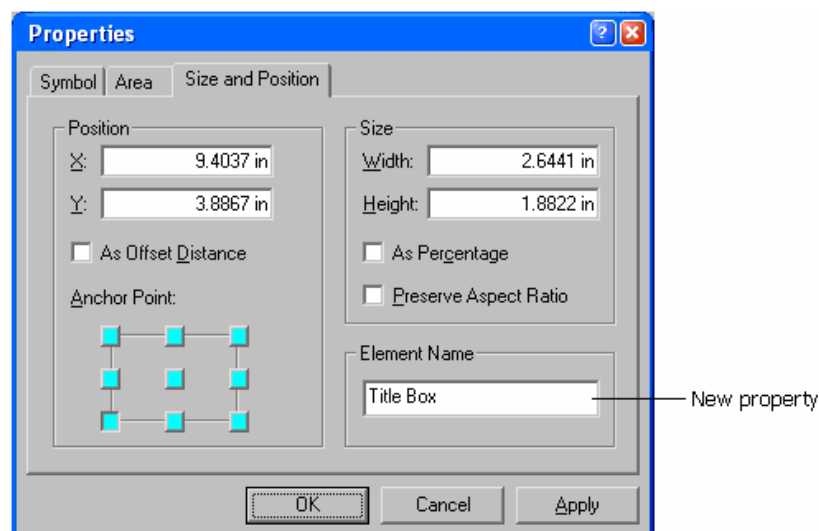 Properties
?
Symbol Area Size and Position
Position
X: 9.4037 in
Y: 3.8867 in
As Offset Distance
Anchor Point:
Size
Width: 2.6441 in
Height: 1.8822 in
As Percentage
Preserve Aspect Ratio
Element Name
Title Box
New property
OK Cancel Apply